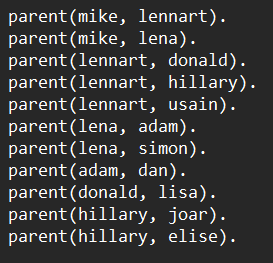 parent(mike, lennart).
parent(mike, lena).
parent(lennart, donald).
parent(lennart, hillary).
parent(lennart, usain).
parent(lena, adam).
parent(lena, simon).
parent(adam, dan).
parent(donald, lisa).
parent(hillary, joar).
parent(hillary, elise).